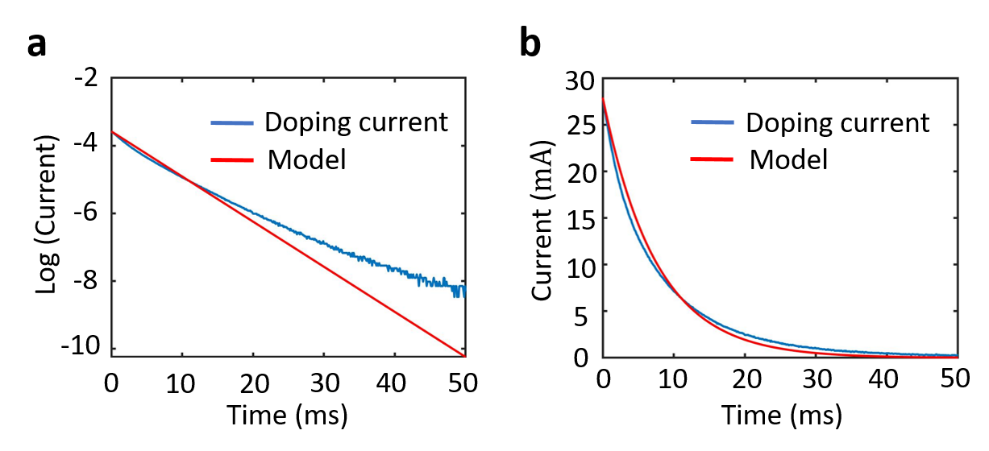 a
-2
-4
-6
-8
-10
Log (Current)
Doping current
Model
0 10 20 30 40 50
Time (ms)
b
30
25
20
15
10
5
0
Current (mA)
Doping current
Model
0 10 20 30 40 50
Time (ms)